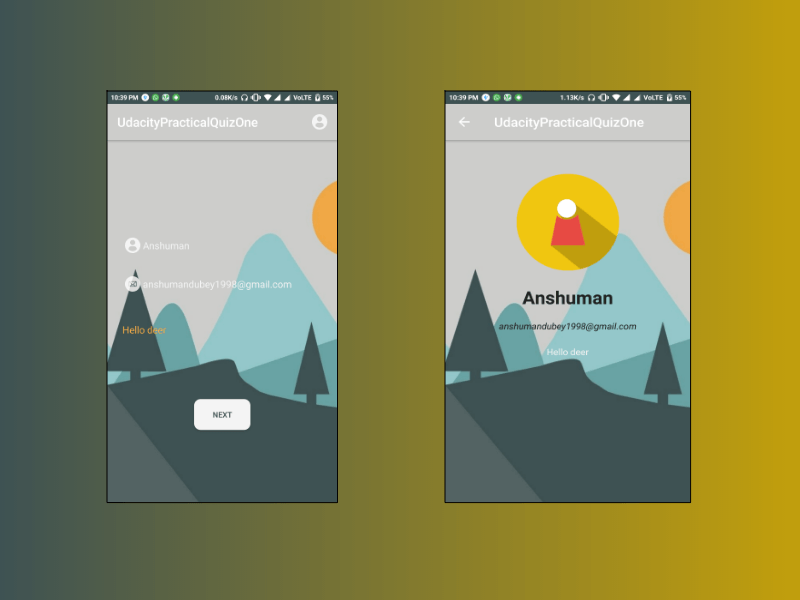 10:39 PM 0.08K/s VoLTE 55%
UdacityPracticalQuizOne
Anshuman
anshumandubey1998@gmail.com
Hello deer
NEXT
10:39 PM 1.13K/s VoLTE 55%
UdacityPracticalQuizOne
Anshuman
anshumandubey1998@gmail.com
Hello deer